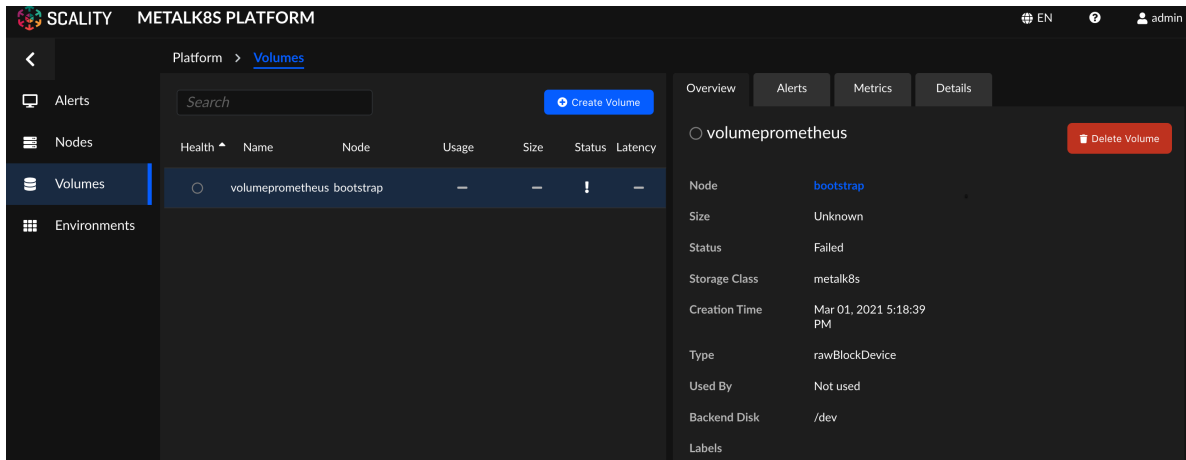 SCALITY METALK8S PLATFORM EN ? admin
Platform > Volumes
Alerts
Nodes
Volumes
Environments
Search Create Volume
Health Name Node Usage Size Status Latency
volumeprometheus bootstrap − − ! −
Overview Alerts Metrics Details
volumeprometheus Delete Volume
Node bootstrap
Size Unknown
Status Failed
Storage Class metalk8s
Creation Time Mar 01, 2021 5:18:39
PM
Type rawBlockDevice
Used By Not used
Backend Disk /dev
Labels